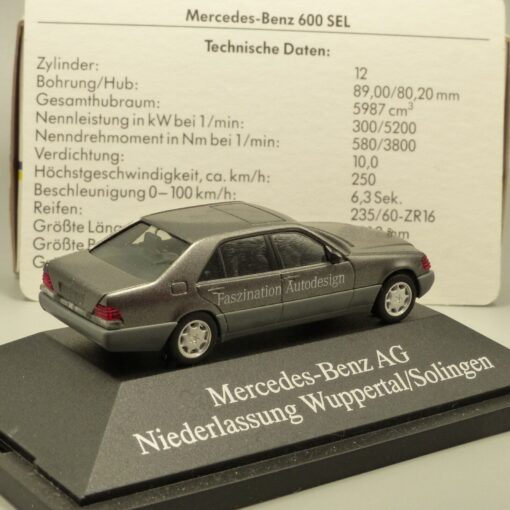 Mercedes-Benz 600 SEL
Technische Daten:
Zylinder: 12
Bohrung/Hub: 89,00/80,20 mm
Gesamthubraum: 5987 cm³
Nennleistung in kW bei 1/min: 300/5200
Nenndrehmoment in Nm bei 1/min: 580/3800
Verdichtung: 10,0
Höchstgeschwindigkeit, ca. km/h: 250
Beschleunigung 0–100 km/h: 6,3 Sek.
Reifen: 235/60-ZR16
Größte
Größte
Faszination Autodesign
Mercedes-Benz AG
Niederlassung Wuppertal/Solingen